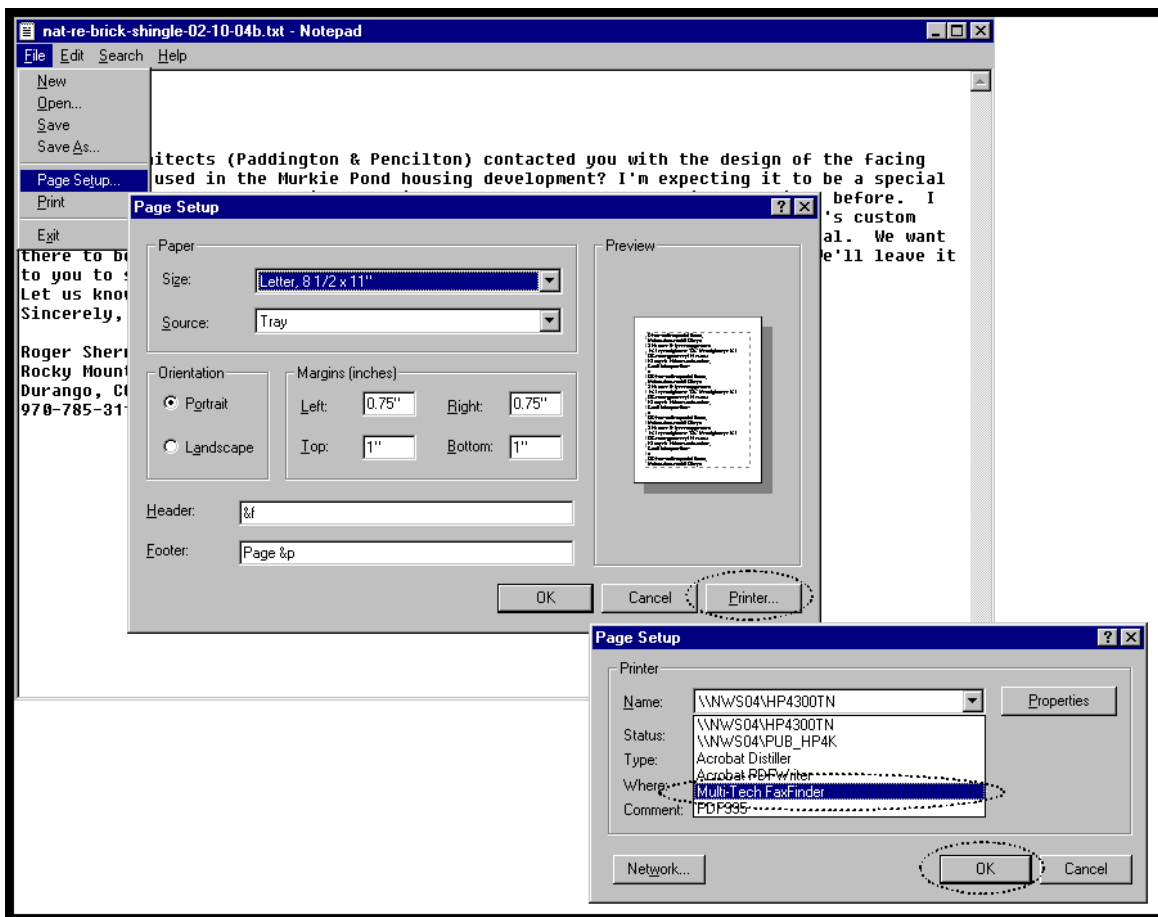 nat-re-brick-shingle-02-10-04b.txt - Notepad
File Edit Search Help
New
Open...
Save
Save As...
Page Setup...
Print
Exit
itects (Paddington & Pencilton) contacted you with the design of the facing
used in the Murkie Pond housing development? I'm expecting it to be a special
before. I
's custom
al. We want
there to b
e'll leave it
to you to s
Let us know
Sincerely,
Roger Sher
Rocky Mount
Durango, C
970-785-31
Page Setup
Paper
Size: Letter, 8 1/2 x 11"
Source: Tray
Orientation
Portrait
Landscape
Margins (inches)
Left: 0.75" Right: 0.75"
Top: 1" Bottom: 1"
Preview
Header: &f
Footer: Page &p
OK Cancel Printer...
Page Setup
Printer
Name: \\NWS04\HP4300TN Properties
\\NWS04\HP4300TN
Status: \\NWS04\PUB_HP4K
Type: Acrobat Distiller
Acrobat PDFWriter
Where: Multi-Tech FaxFinder
Comment: PDF995
Network... OK Cancel